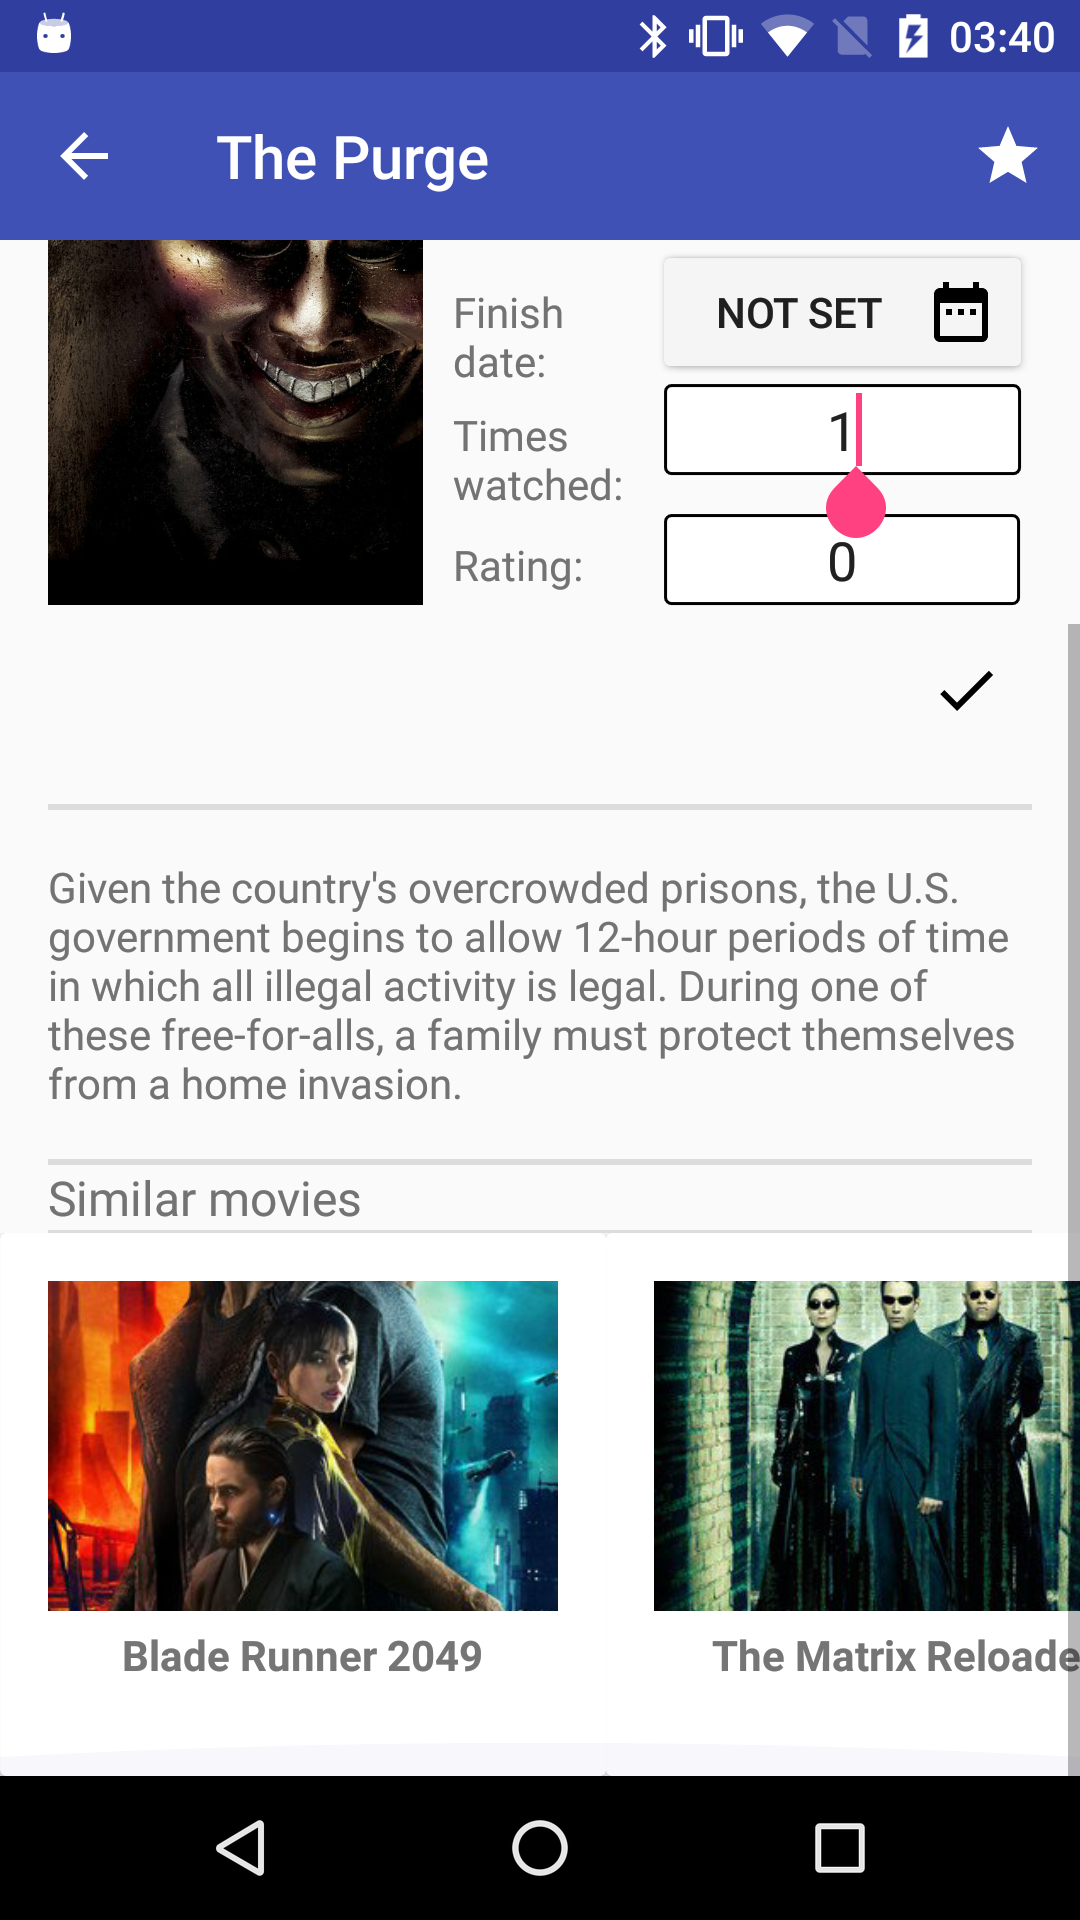 03:40
The Purge
Finish
date:
NOT SET
Times
watched:
1
Rating:
0
Given the country's overcrowded prisons, the U.S.
government begins to allow 12-hour periods of time
in which all illegal activity is legal. During one of
these free-for-alls, a family must protect themselves
from a home invasion.
Similar movies
Blade Runner 2049
The Matrix Reloade